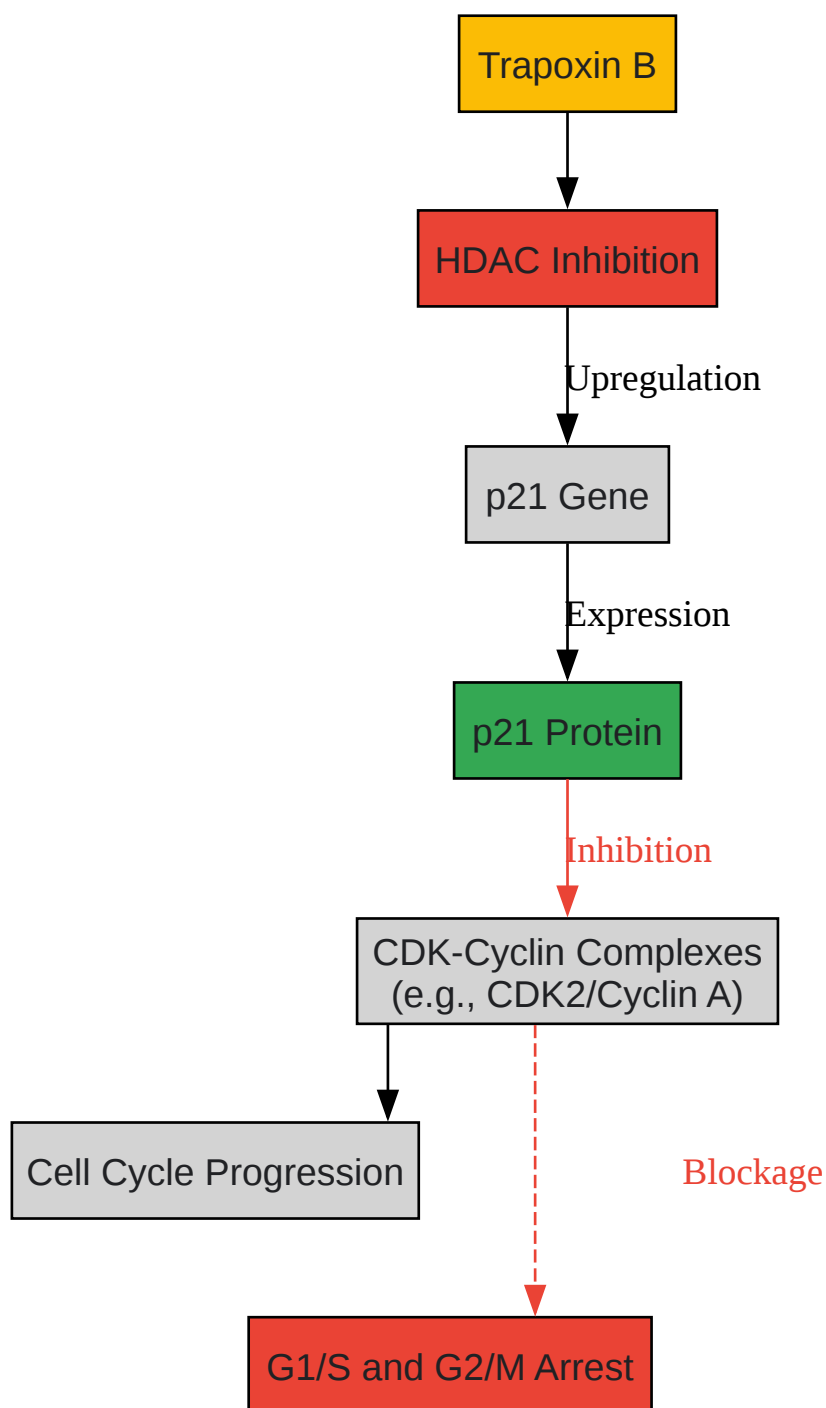 Trapoxin B
HDAC Inhibition
Upregulation
p21 Gene
Expression
p21 Protein
Inhibition
CDK-Cyclin Complexes
(e.g., CDK2/Cyclin A)
Cell Cycle Progression
Blockage
G1/S and G2/M Arrest